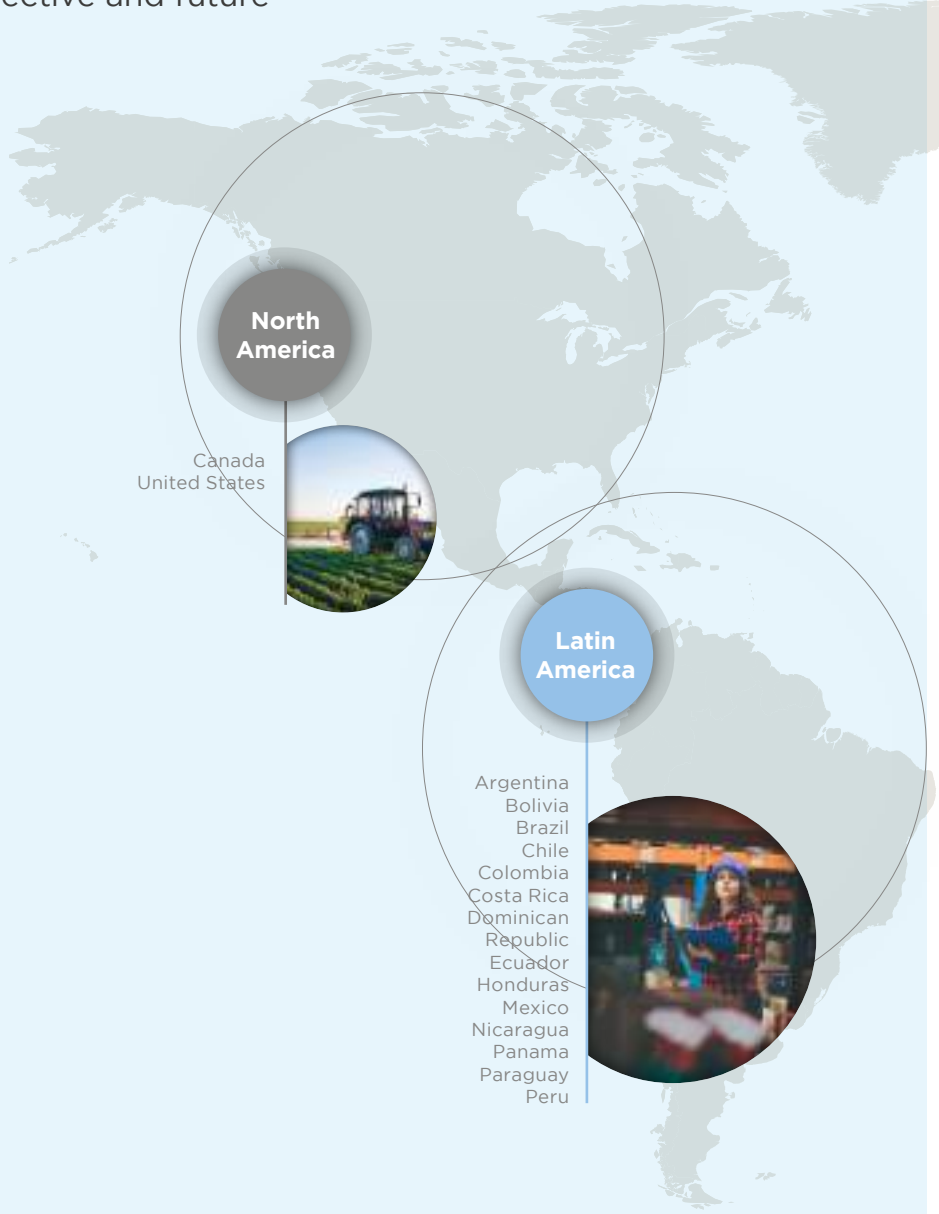 ective and future
North
America
Canada
United States
Latin
America
Argentina
Bolivia
Brazil
Chile
Colombia
Costa Rica
Dominican
Republic
Ecuador
Honduras
Mexico
Nicaragua
Panama
Paraguay
Peru